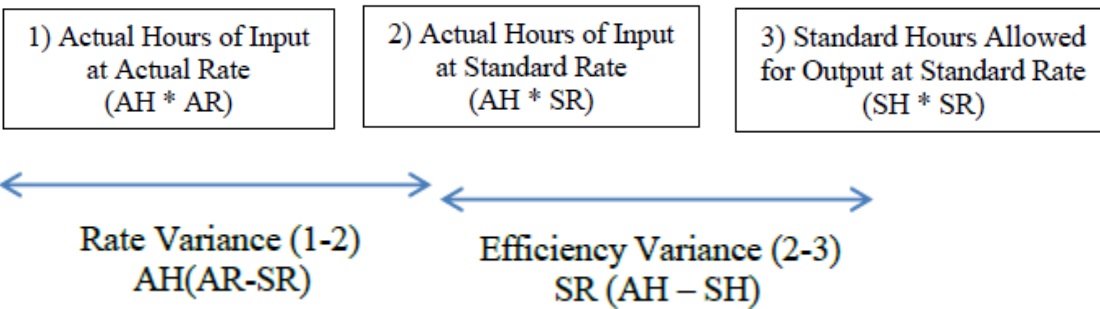 1) Actual Hours of Input
at Actual Rate
(AH * AR)
2) Actual Hours of Input
at Standard Rate
(AH * SR)
3) Standard Hours Allowed
for Output at Standard Rate
(SH * SR)
Rate Variance (1-2)
AH(AR-SR)
Efficiency Variance (2-3)
SR (AH – SH)